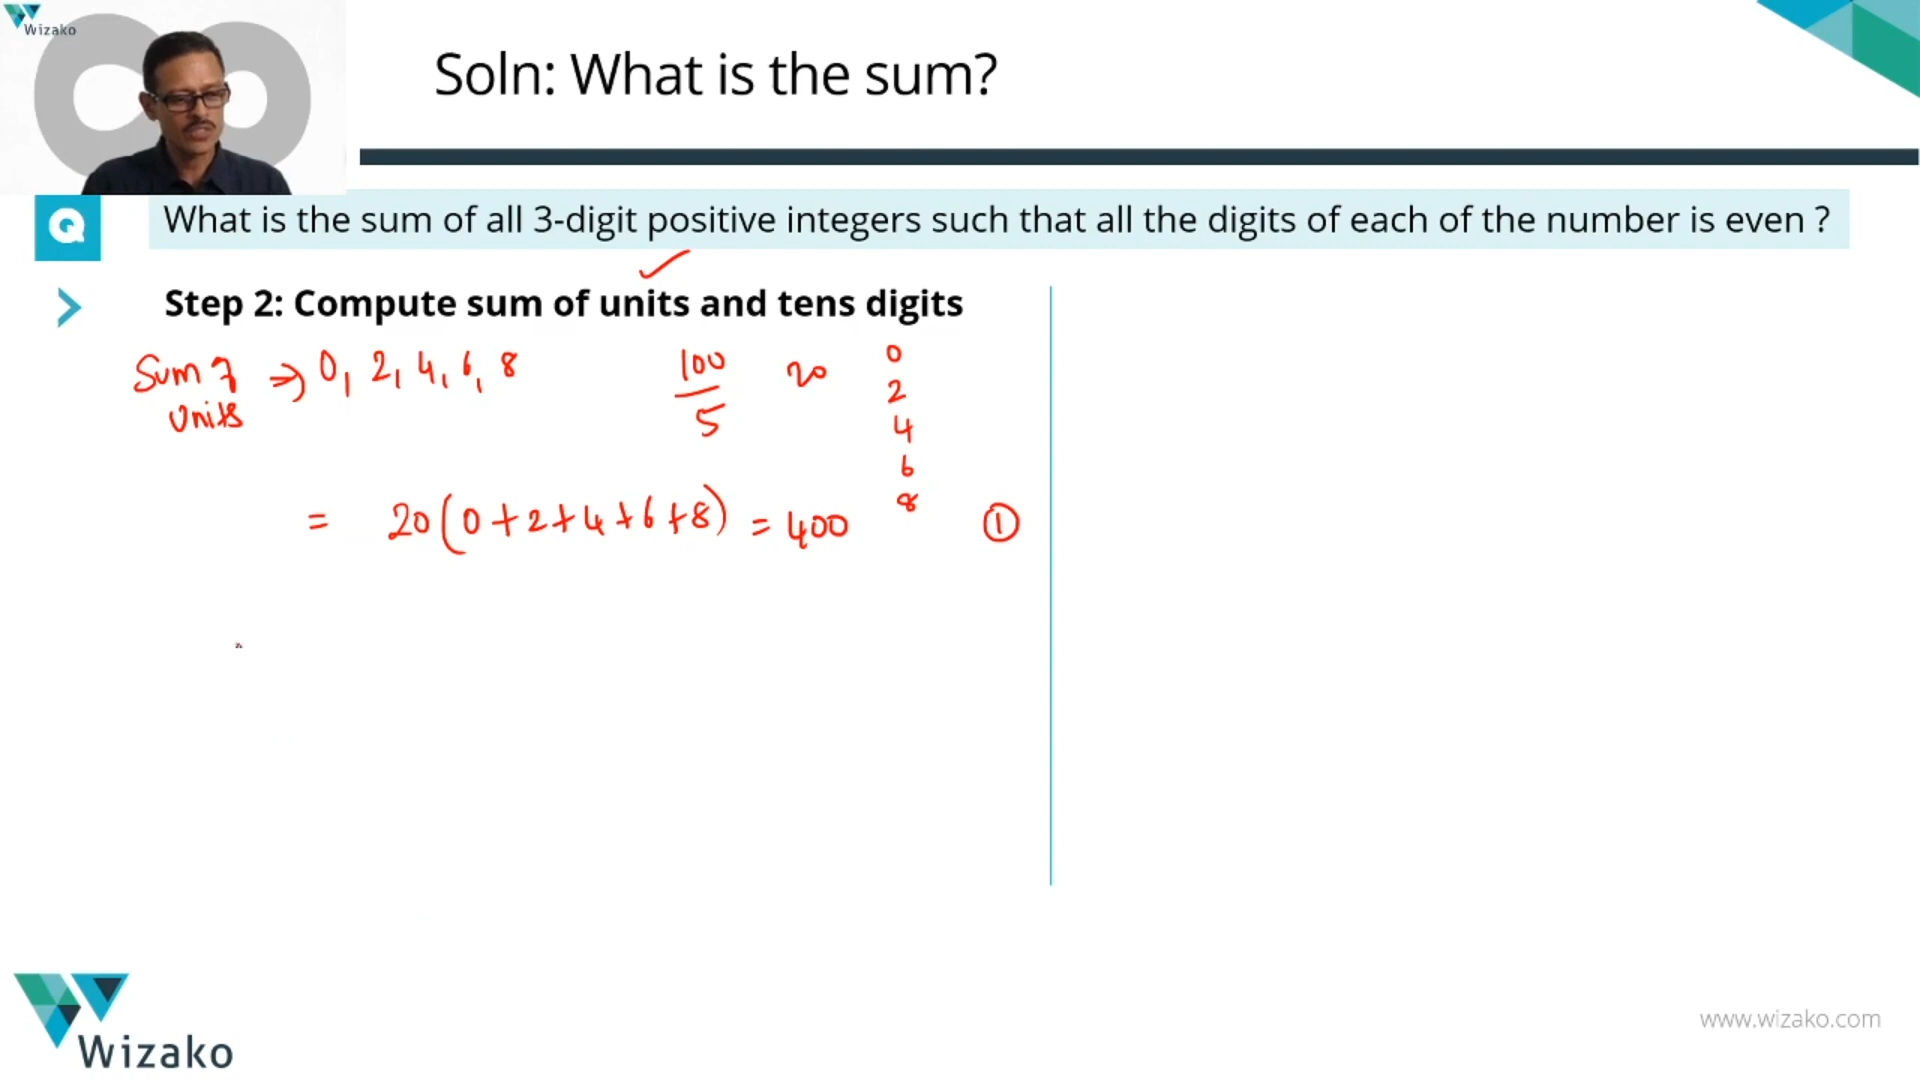 Wizako
Soln: What is the sum?
Q
What is the sum of all 3-digit positive integers such that all the digits of each of the number is even ?
Step 2: Compute sum of units and tens digits
Sum of units ⇒ 0, 2, 4, 6, 8
100
5
20
0
2
4
6
8
= 20(0+2+4+6+8) = 400
①
Wizako
www.wizako.com